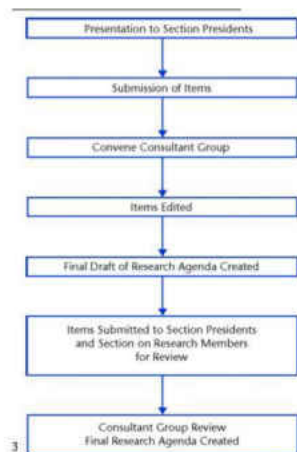 Presentation to Section Presidents
Submission of Items
Convene Consultant Group
Items Edited
Final Draft of Research Agenda Created
Items Submitted to Section Presidents
and Section on Research Members
for Review
Consultant Group Review
Final Research Agenda Created
3